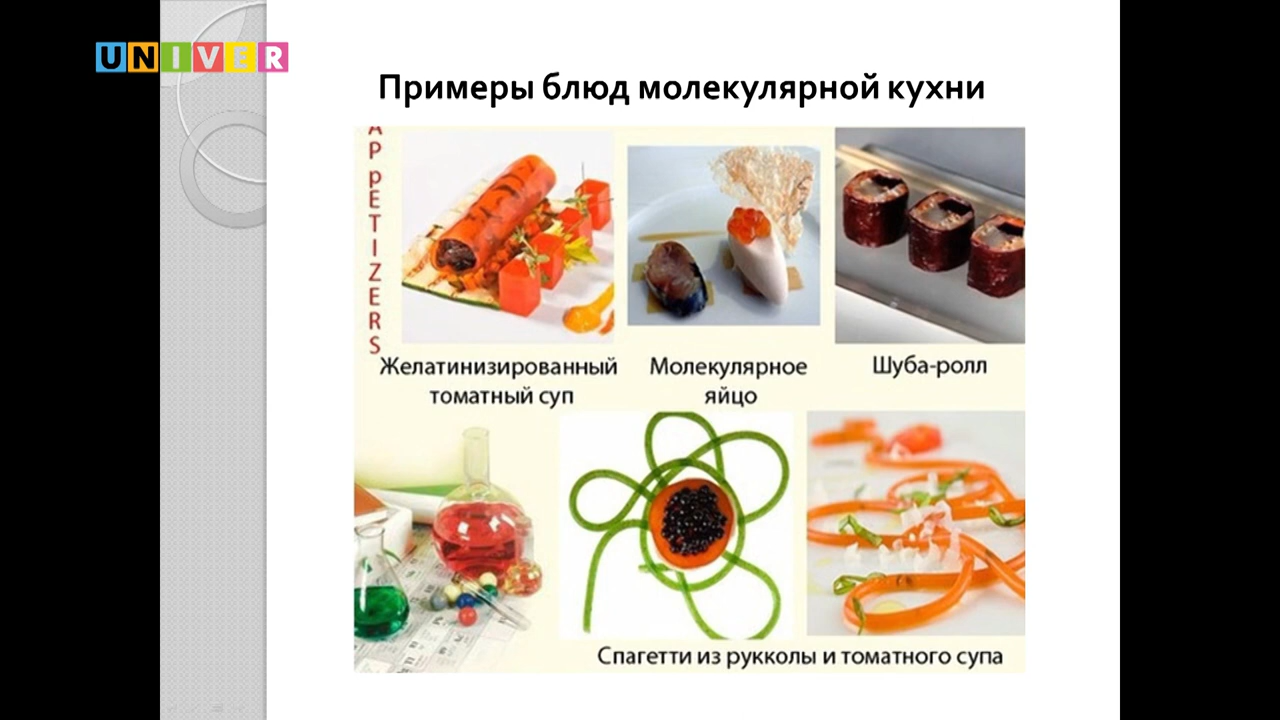 UNIVER
Примеры блюд молекулярной кухни
APPETIZERS
Желатинизированный
томатный суп
Молекулярное
яйцо
Шуба-ролл
Спагетти из рукколы и томатного супа